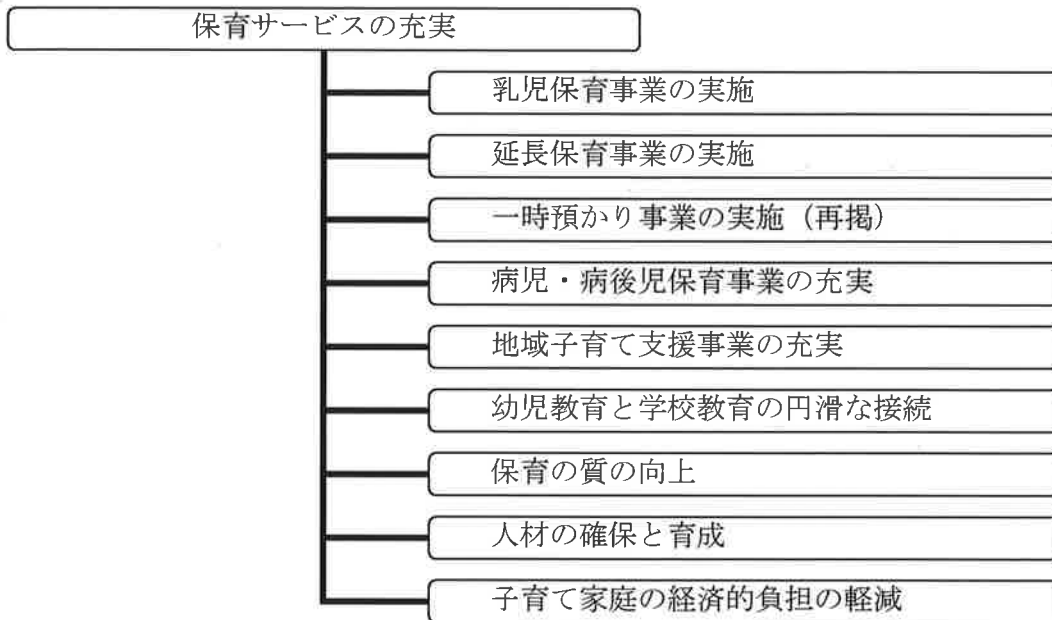 保育サービスの充実
乳児保育事業の実施
延長保育事業の実施
一時預かり事業の実施（再掲）
病児・病後児保育事業の充実
地域子育て支援事業の充実
幼児教育と学校教育の円滑な接続
保育の質の向上
人材の確保と育成
子育て家庭の経済的負担の軽減